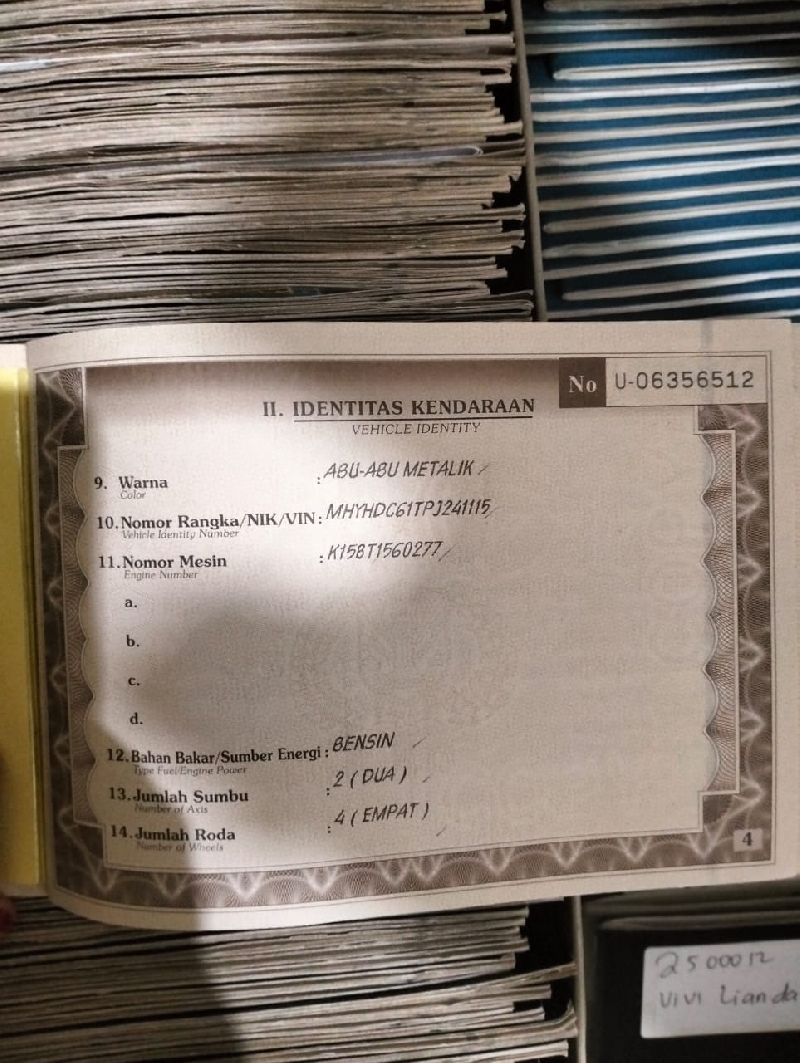 No U-06356512
II. IDENTITAS KENDARAAN
VEHICLE IDENTITY
9. Warna : ABU-ABU METALIK
Color
10. Nomor Rangka/NIK/VIN : MHYHDC61TPJ241115
Vehicle Identity Number
11. Nomor Mesin : K15BT1560277
Engine Number
a.
b.
c.
d.
12. Bahan Bakar/Sumber Energi : BENSIN
Type Fuel/Engine Power
13. Jumlah Sumbu : 2 ( DUA )
Number of Axis
14. Jumlah Roda : 4 ( EMPAT )
Number of Wheels
4
2500012
Vivi Lianda